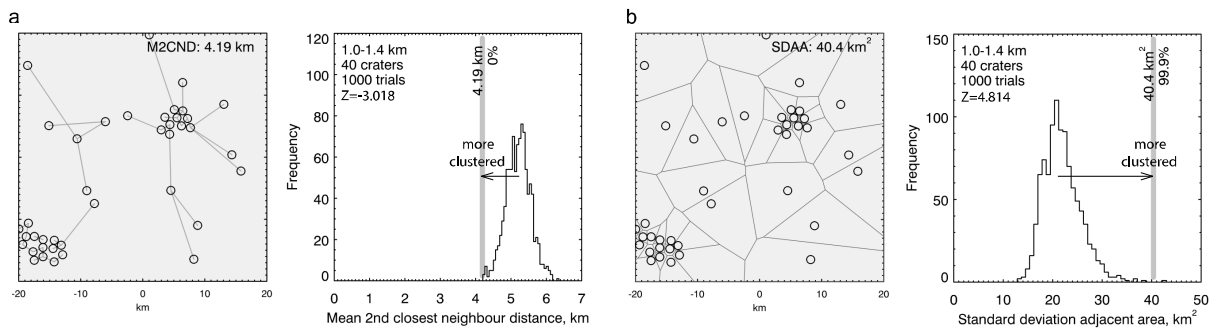 a
M2CND: 4.19 km
-20 -10 0 10 20
km
120
100
80
60
40
20
0
Frequency
1.0-1.4 km
40 craters
1000 trials
Z=-3.018
4.19 km
0%
more
clustered
0 1 2 3 4 5 6 7
Mean 2nd closest neighbour distance, km
b
SDAA: 40.4 km²
-20 -10 0 10 20
km
150
100
50
0
Frequency
1.0-1.4 km
40 craters
1000 trials
Z=4.814
40.4 km²
99.9%
more
clustered
0 10 20 30 40 50
Standard deviation adjacent area, km²